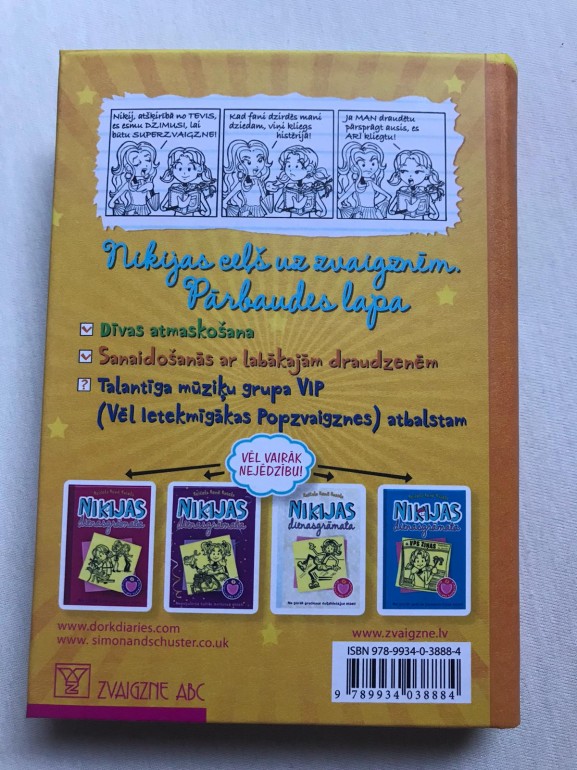 Nikij, atšķirībā no TEVIS,
es esmu DZIMUSI, lai
būtu SUPERZVAIGZNE!
Kad fani dzirdēs mani
dziedam, viņi kliegs
histērijā!
Ja MAN draudētu
pārsprāgt ausis, es
ARĪ kliegtu!
Nikijas ceļš uz zvaigznēm.
Pārbaudes lapa
Dīvas atmaskošana
Sanaidošanās ar labākajām draudzenēm
? Talantīga mūziķu grupa VIP
(Vēl Ietekmīgākas Popzvaigznes) atbalstam
VĒL VAIRĀK
NEJĒDZĪBU!
NIKIJAS
dienasgrāmata
NIKIJAS
dienasgrāmata
NIKIJAS
dienasgrāmata
NIKIJAS
dienasgrāmata
www.dorkdiaries.com
www. simonandschuster.co.uk
www.zvaigzne.lv
ISBN 978-9934-0-3888-4
9 789934 038884
ZVAIGZNE ABC